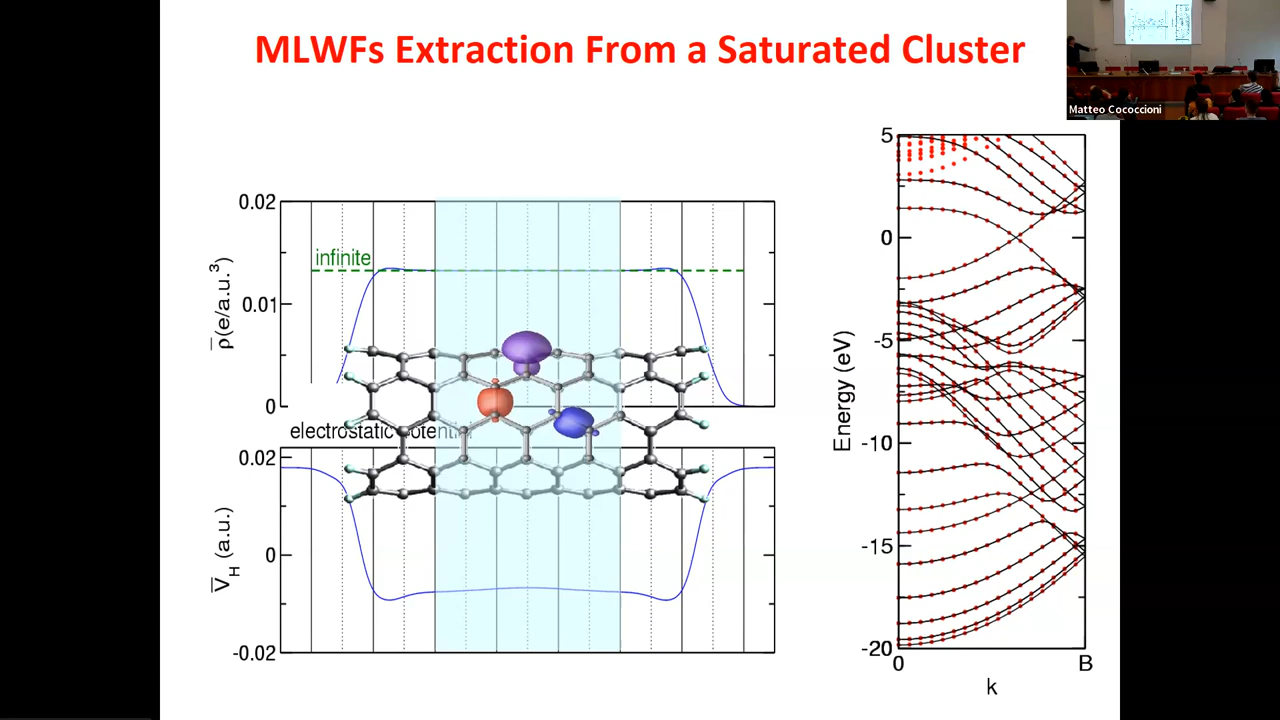 MLWFs Extraction From a Saturated Cluster
Matteo Cococcioni
0.02
infinite
ρ̅ (e/a.u.³)
0.01
0
electrostatic potential
0.02
V̅H (a.u.)
0
-0.02
5
0
-5
Energy (eV)
-10
-15
-20
0
B
k